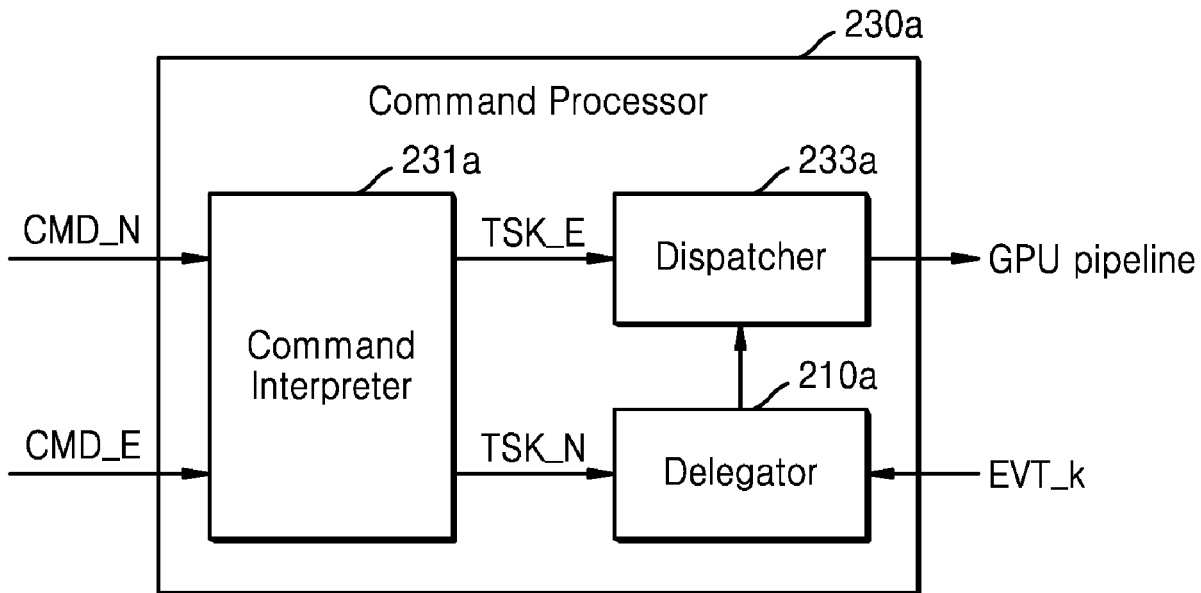 230a
Command Processor
231a
233a
CMD_N
TSK_E
Dispatcher
GPU pipeline
Command
Interpreter
210a
CMD_E
TSK_N
Delegator
EVT_k